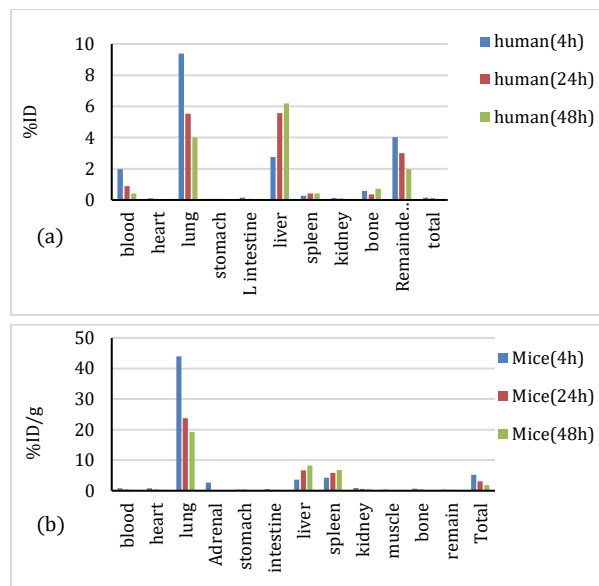 10
8
6
4
2
0
%ID
human(4h)
human(24h)
human(48h)
(a)
blood
heart
lung
stomach
L intestine
liver
spleen
kidney
bone
Remainde..
total
50
40
30
20
10
0
%ID/g
Mice(4h)
Mice(24h)
Mice(48h)
(b)
blood
heart
lung
Adrenal
stomach
intestine
liver
spleen
kidney
muscle
bone
remain
Total